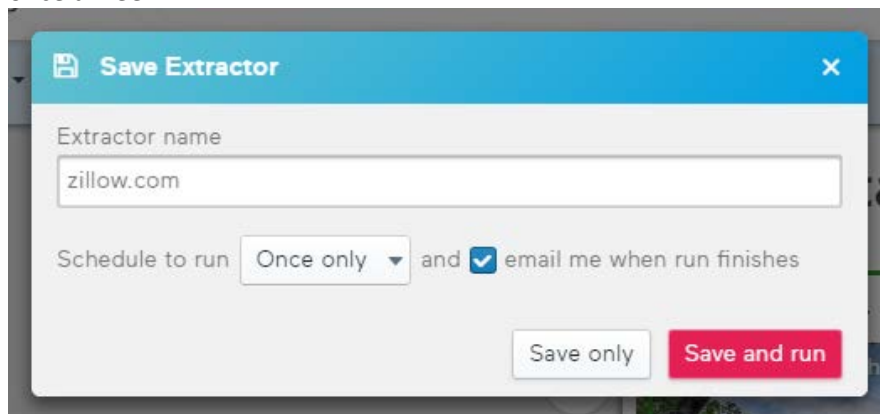 Save Extractor
Extractor name
zillow.com
Schedule to run Once only and email me when run finishes
Save only Save and run